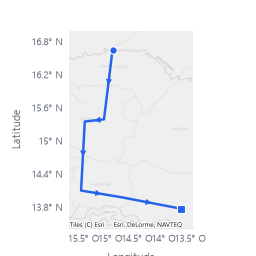 16.8° N
16.2° N
15.6° N
15° N
14.4° N
13.8° N
Latitude
Tiles (C) Esri -- Esri, DeLorme, NAVTEQ
15.5° O15° O14.5° O14° O13.5° O
Longitude